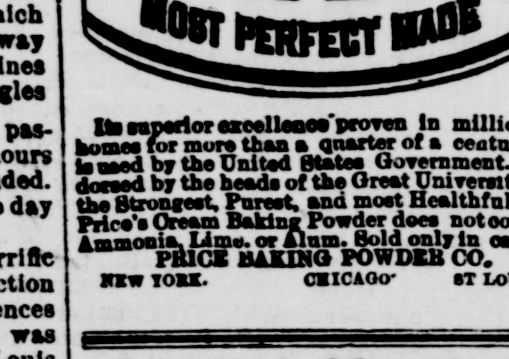 hich
way
ines
gles
pas-
ours
ded.
day
rrific
ction
ences
was
MOST PERFECT MADE
Its superior excellence proven in milli
homes for more than a quarter of a centu
is used by the United States Government.
dorsed by the heads of the Great Universit
the Strongest, Purest, and most Healthful
Price's Cream Baking Powder does not co
Ammonia, Lime. or Alum. Sold only in ca
PRICE BAKING POWDER CO.
NEW YORK. CHICAGO· ST LO